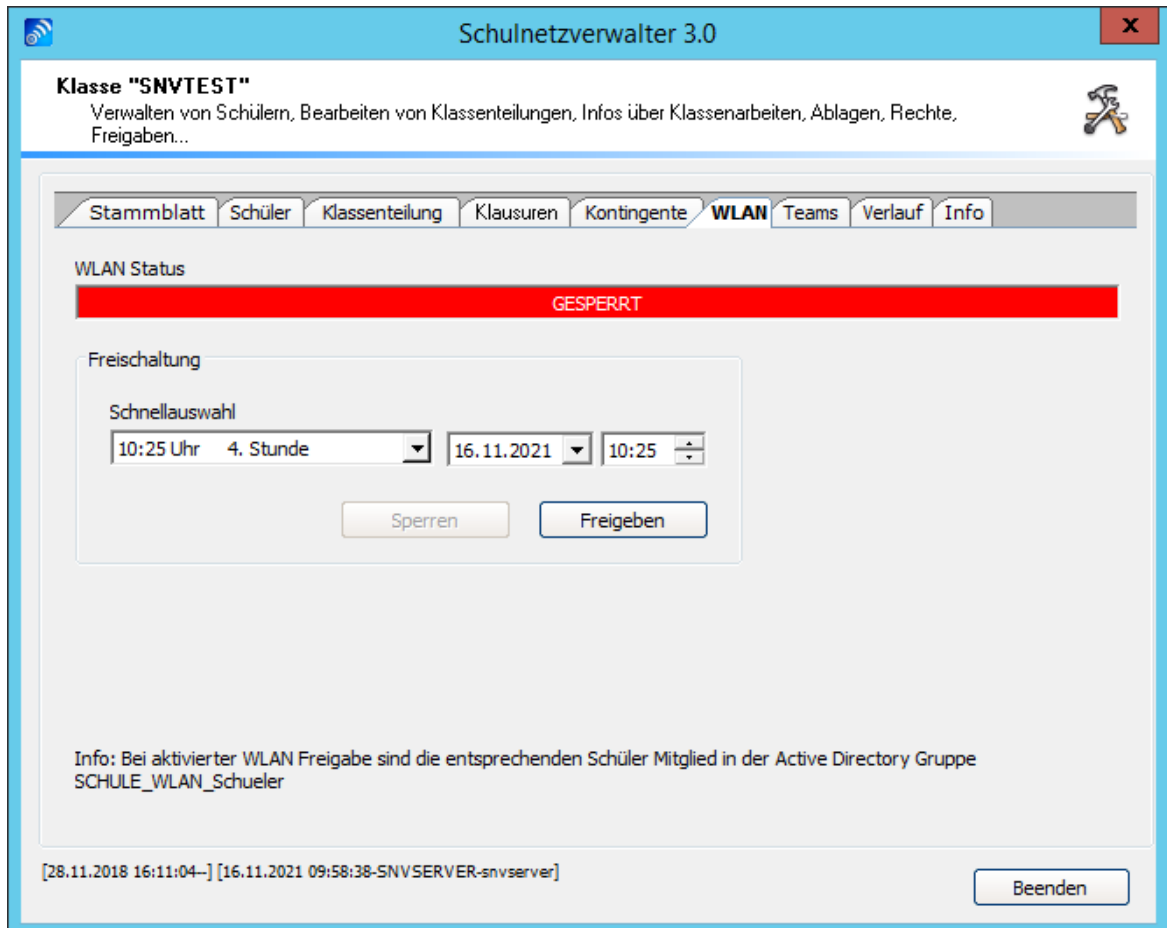 Schulnetzverwalter 3.0
x
Klasse "SNVTEST"
Verwalten von Schülern, Bearbeiten von Klassenteilungen, Infos über Klassenarbeiten, Ablagen, Rechte,
Freigaben...
Stammblatt Schüler Klassenteilung Klausuren Kontingente WLAN Teams Verlauf Info
WLAN Status
GESPERRT
Freischaltung
Schnellauswahl
10:25 Uhr 4. Stunde 16.11.2021 10:25
Sperren Freigeben
Info: Bei aktivierter WLAN Freigabe sind die entsprechenden Schüler Mitglied in der Active Directory Gruppe
SCHULE_WLAN_Schueler
[28.11.2018 16:11:04--] [16.11.2021 09:58:38-SNVSERVER-snvserver]
Beenden